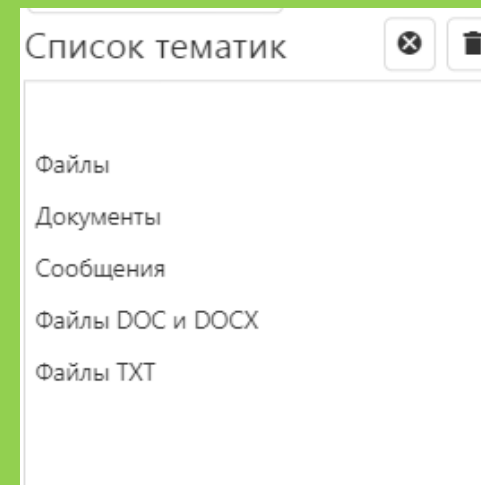 Список тематик
Файлы
Документы
Сообщения
Файлы DOC и DOCX
Файлы TXT